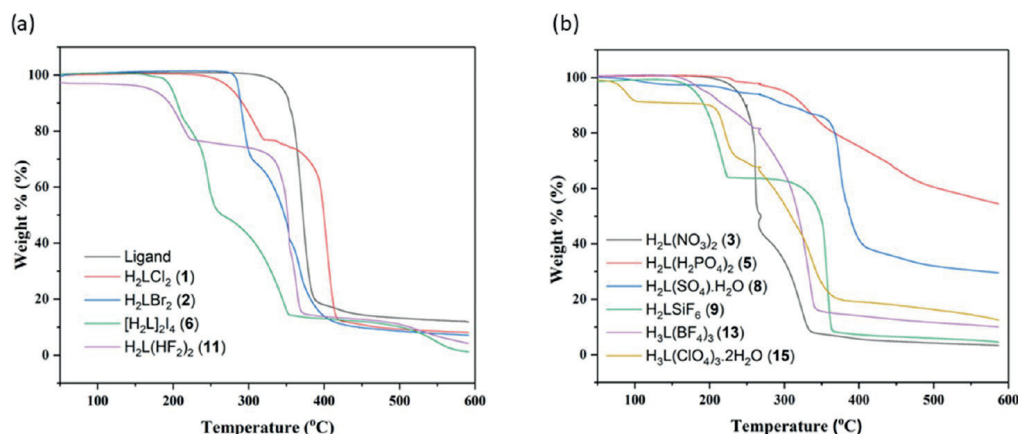 (a)
(b)
100
80
60
40
20
0
Weight % (%)
Ligand
H₂LCl₂ (1)
H₂LBr₂ (2)
[H₂L]₂I₄ (6)
H₂L(HF₂)₂ (11)
100 200 300 400 500 600
Temperature (°C)
100
80
60
40
20
0
Weight % (%)
H₂L(NO₃)₂ (3)
H₂L(H₂PO₄)₂ (5)
H₂L(SO₄).H₂O (8)
H₂LSiF₆ (9)
H₃L(BF₄)₃ (13)
H₃L(ClO₄)₃.2H₂O (15)
100 200 300 400 500 600
Temperature (°C)